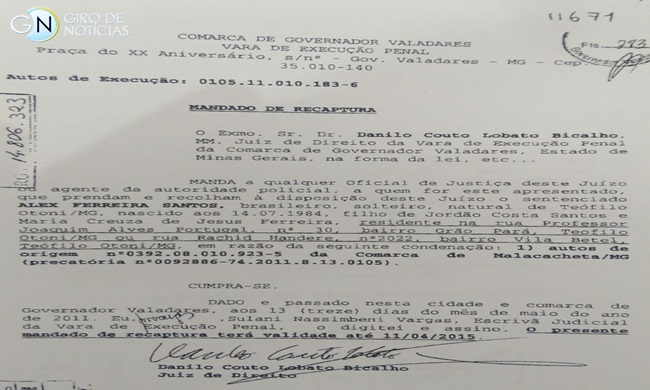 GN GIRO DE
NOTÍCIAS
11671
Fls 213
COMARCA DE GOVERNADOR VALADARES
VARA DE EXECUÇÃO PENAL
Praça do XX Aniversário, s/nº - Gov. Valadares - MG - Cep.
35.010-140
Autos de Execução: 0105.11.010.183-6
14.806.323
MANDADO DE RECAPTURA
O Exmo. Sr. Dr. Danilo Couto Lobato Bicalho,
MM. Juiz de Direito da Vara de Execução Penal
da Comarca de Governador Valadares, Estado de
Minas Gerais, na forma da lei, etc...
MANDA a qualquer Oficial de Justiça deste Juízo
e agente da autoridade policial, a quem for este apresentado,
que prendam e recolham à disposição deste Juízo o sentenciado
ALEX FERREIRA SANTOS, brasileiro, solteiro, natural de Teófilo
Otoni/MG, nascido aos 14.07.1984, filho de Jordão Costa Santos e
Maria Creuza de Jesus Ferreira, residente na rua Professor
Joaquim Alves Portugal, nº 30, bairro Grão Pará, Teofilo
Otoni/MG ou rua Rachid Handere, nº2022, bairro Vila Betel,
Teófilo Otoni/MG, em razão da seguinte condenação: 1) autos de
origem nº0392.08.010.923-5 da Comarca de Malacacheta/MG
(precatória nº0092886-74.2011.8.13.0105).
CUMPRA-SE.
DADO e passado nesta cidade e comarca de
Governador Valadares, aos 13 (treze) dias do mês de maio do ano
de 2011. Eu, ,Sulani Nassimbeni Vargas, Escrivã Judicial
da Vara de Execução Penal, o digitei e assino. O presente
mandado de recaptura terá validade até 11/04/2015.
Danilo Couto Lobato Bicalho
Juiz de Direito